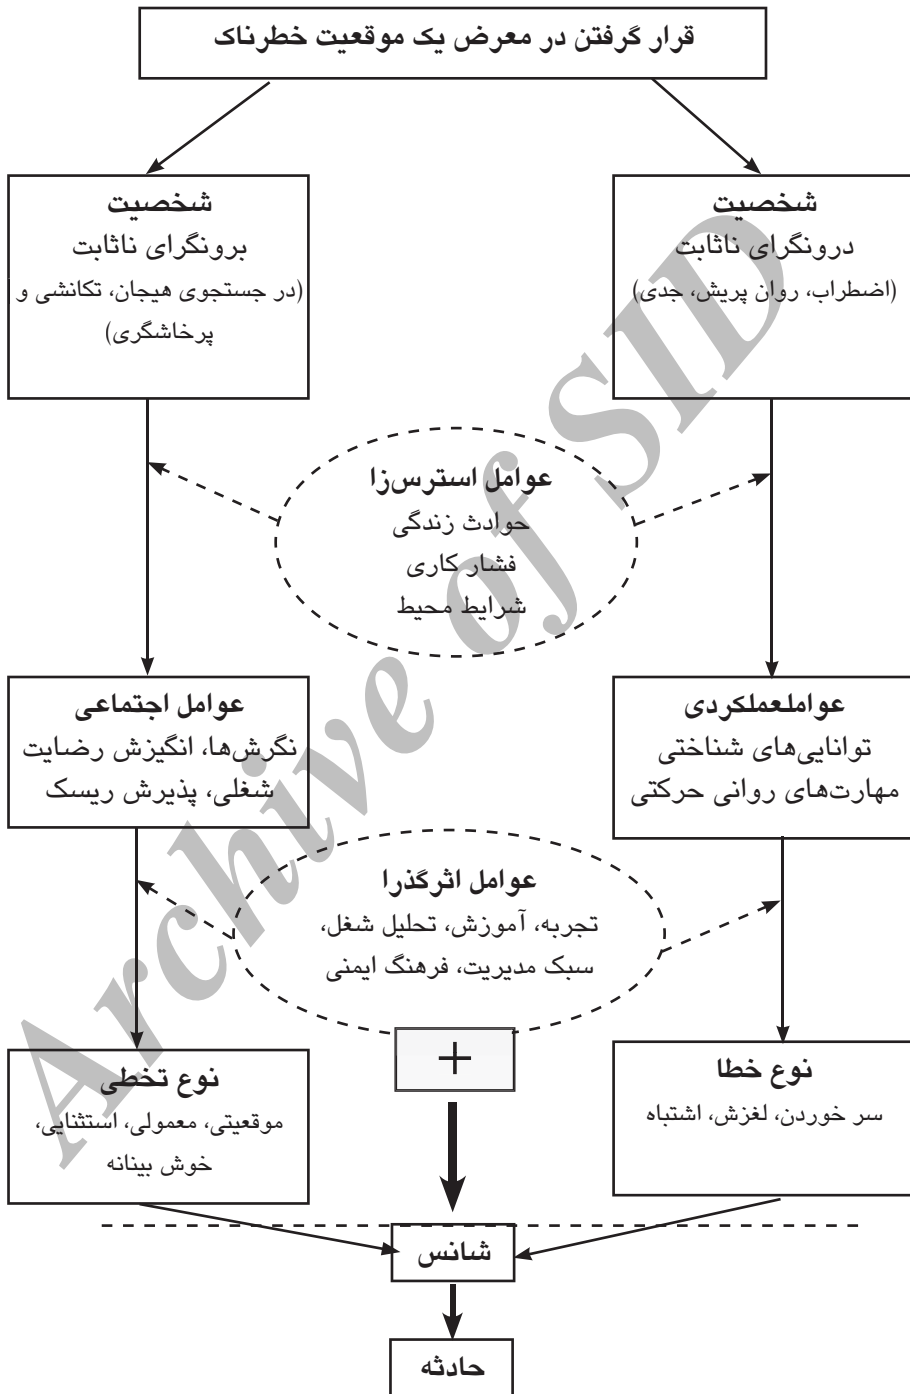 قرار گرفتن در معرض یک موقعیت خطرناک
شخصیت
درونگرای ناثابت
(اضطراب، روان پریش، جدی)
شخصیت
برونگرای ناثابت
(در جستجوی هیجان، تکانشی و
پرخاشگری)
عوامل استرس‌زا
حوادث زندگی
فشار کاری
شرایط محیط
عواملعملکردی
توانایی‌های شناختی
مهارت‌های روانی حرکتی
عوامل اجتماعی
نگرش‌ها، انگیزش رضایت
شغلی، پذیرش ریسک
عوامل اثرگذرا
تجربه، آموزش، تحلیل شغل،
سبک مدیریت، فرهنگ ایمنی
+
نوع خطا
سر خوردن، لغزش، اشتباه
نوع تخطی
موقعیتی، معمولی، استثنایی،
خوش بینانه
شانس
حادثه
Archive of SID